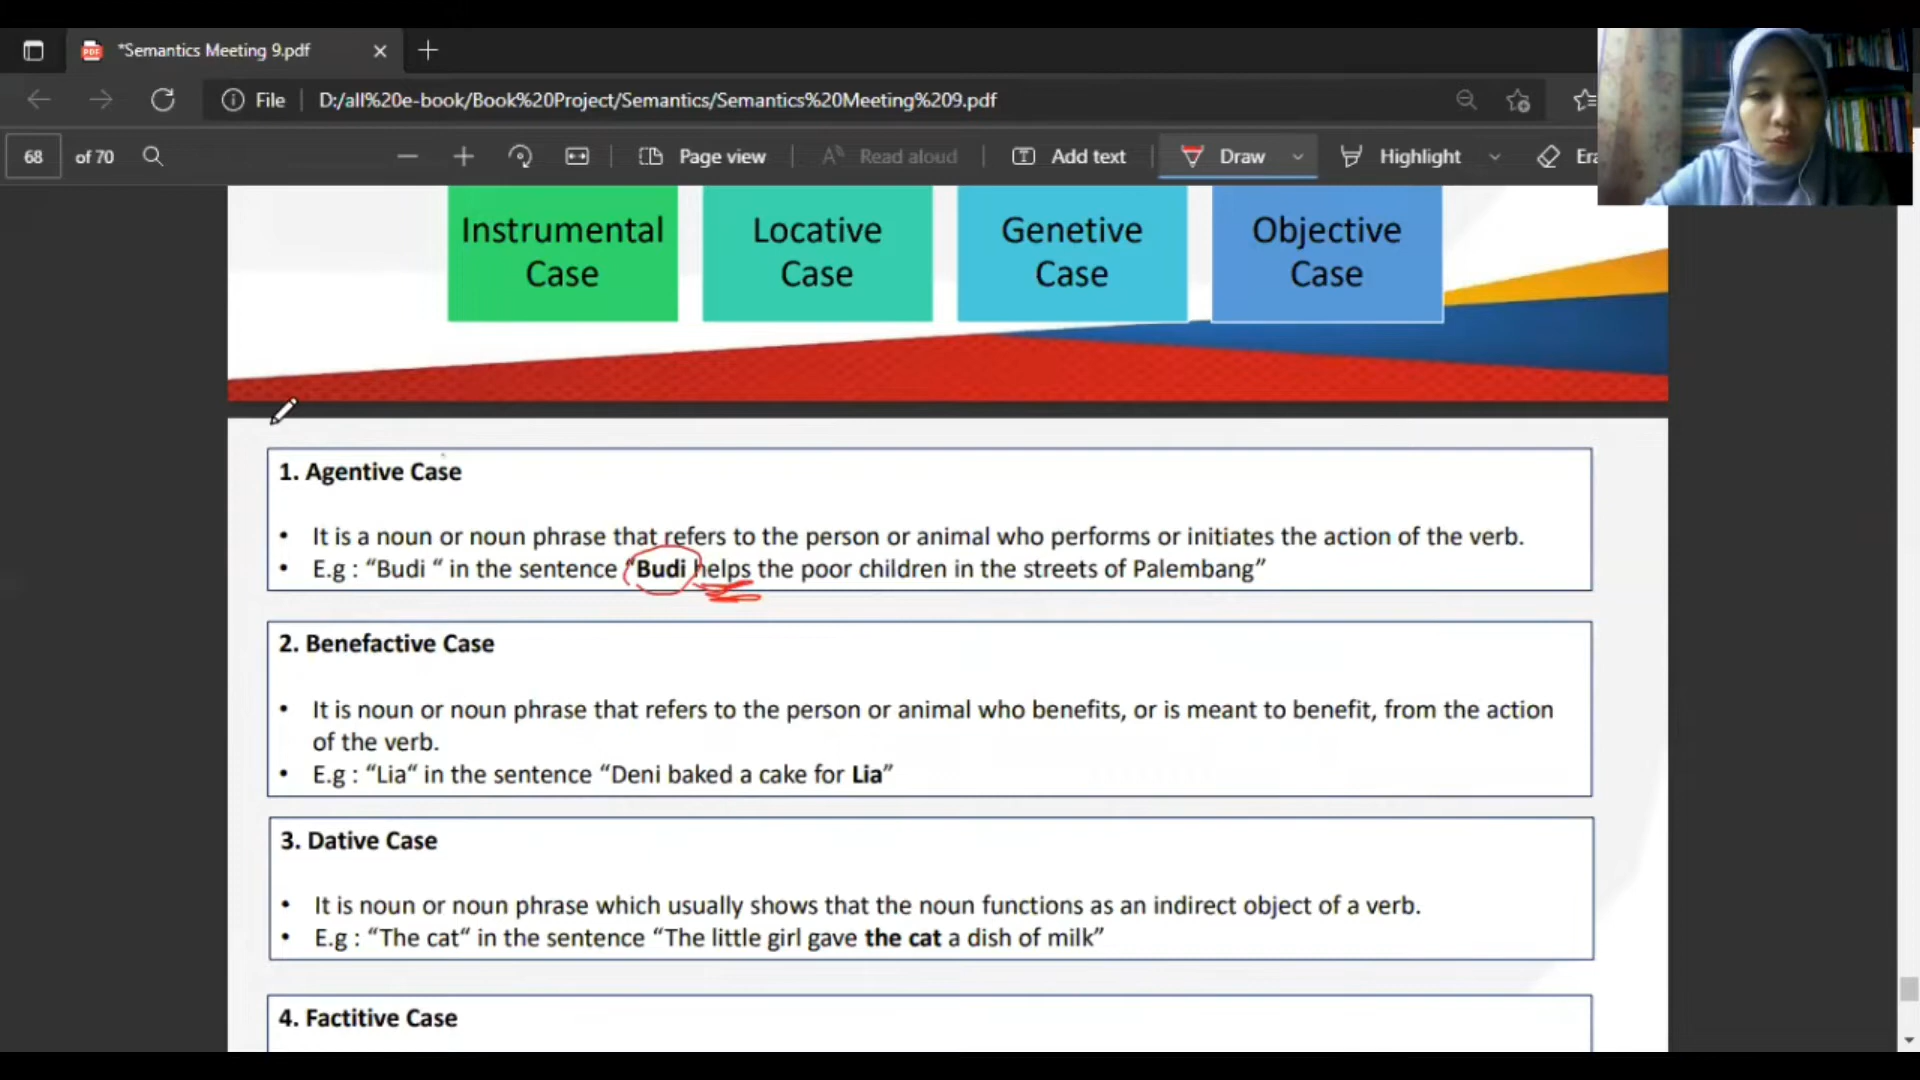 *Semantics Meeting 9.pdf
File
D:/all%20e-book/Book%20Project/Semantics/Semantics%20Meeting%209.pdf
68 of 70
Page view
Read aloud
Add text
Draw
Highlight
Instrumental Case
Locative Case
Genetive Case
Objective Case
1. Agentive Case
• It is a noun or noun phrase that refers to the person or animal who performs or initiates the action of the verb.
• E.g : “Budi “ in the sentence “Budi helps the poor children in the streets of Palembang”
2. Benefactive Case
• It is noun or noun phrase that refers to the person or animal who benefits, or is meant to benefit, from the action
of the verb.
• E.g : “Lia“ in the sentence “Deni baked a cake for Lia”
3. Dative Case
• It is noun or noun phrase which usually shows that the noun functions as an indirect object of a verb.
• E.g : “The cat“ in the sentence “The little girl gave the cat a dish of milk”
4. Factitive Case